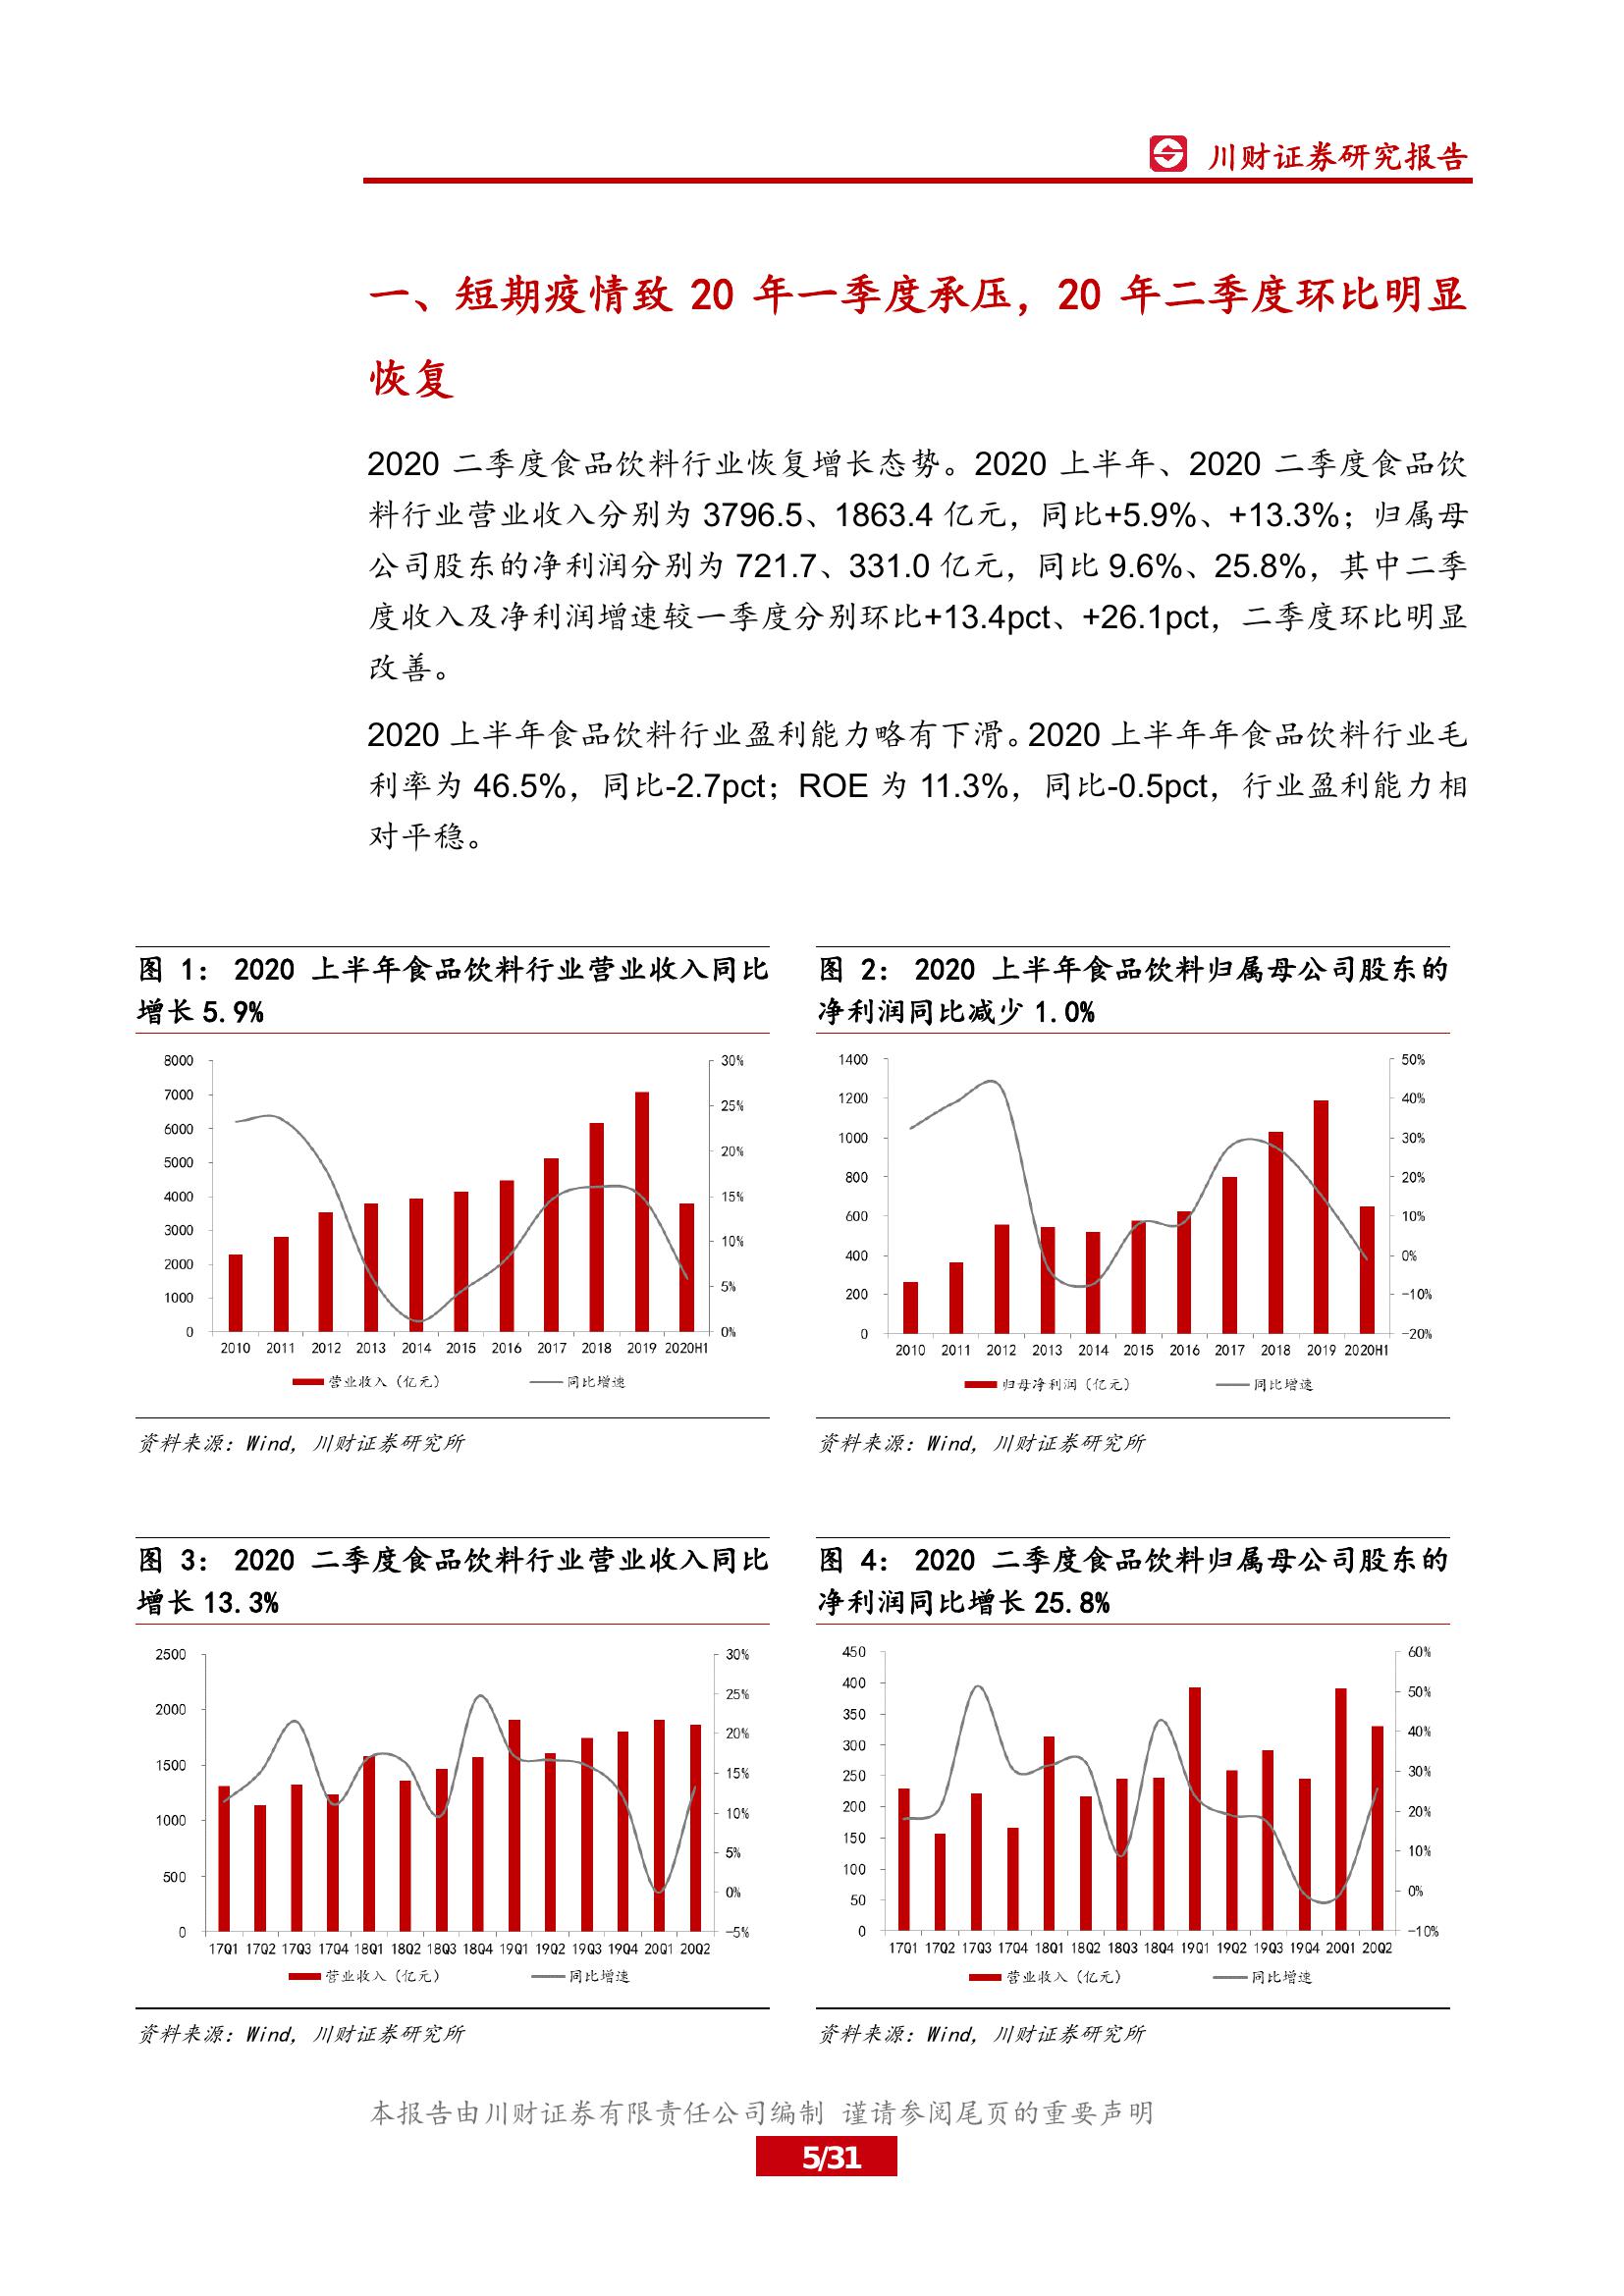 川财证券研究报告
一、短期疫情致 20 年一季度承压，20 年二季度环比明显
恢复
2020 二季度食品饮料行业恢复增长态势。2020 上半年、2020 二季度食品饮
料行业营业收入分别为 3796.5、1863.4 亿元，同比+5.9%、+13.3%；归属母
公司股东的净利润分别为 721.7、331.0 亿元，同比 9.6%、25.8%，其中二季
度收入及净利润增速较一季度分别环比+13.4pct、+26.1pct，二季度环比明显
改善。
2020 上半年食品饮料行业盈利能力略有下滑。2020 上半年年食品饮料行业毛
利率为 46.5%，同比-2.7pct；ROE 为 11.3%，同比-0.5pct，行业盈利能力相
对平稳。
图 1： 2020 上半年食品饮料行业营业收入同比
增长 5.9%
8000 7000 6000 5000 4000 3000 2000 1000 0
30% 25% 20% 15% 10% 5% 0%
2010 2011 2012 2013 2014 2015 2016 2017 2018 2019 2020H1
营业收入（亿元） 同比增速
资料来源：Wind，川财证券研究所
图 2： 2020 上半年食品饮料归属母公司股东的
净利润同比减少 1.0%
1400 1200 1000 800 600 400 200 0
50% 40% 30% 20% 10% 0% -10% -20%
2010 2011 2012 2013 2014 2015 2016 2017 2018 2019 2020H1
归母净利润（亿元） 同比增速
资料来源：Wind，川财证券研究所
图 3： 2020 二季度食品饮料行业营业收入同比
增长 13.3%
2500 2000 1500 1000 500 0
30% 25% 20% 15% 10% 5% 0% -5%
17Q1 17Q2 17Q3 17Q4 18Q1 18Q2 18Q3 18Q4 19Q1 19Q2 19Q3 19Q4 20Q1 20Q2
营业收入（亿元） 同比增速
资料来源：Wind，川财证券研究所
图 4： 2020 二季度食品饮料归属母公司股东的
净利润同比增长 25.8%
450 400 350 300 250 200 150 100 50 0
60% 50% 40% 30% 20% 10% 0% -10%
17Q1 17Q2 17Q3 17Q4 18Q1 18Q2 18Q3 18Q4 19Q1 19Q2 19Q3 19Q4 20Q1 20Q2
营业收入（亿元） 同比增速
资料来源：Wind，川财证券研究所
本报告由川财证券有限责任公司编制 谨请参阅尾页的重要声明
5/31